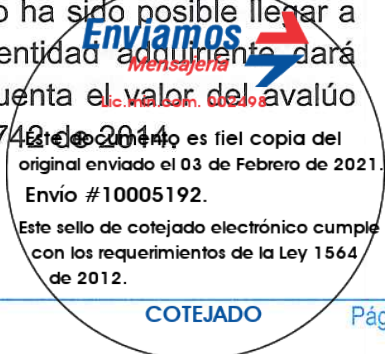 o ha sido posible llegar a
entidad adquirente dará
Enviamos
Mensajería
uenta el valor del avalúo
Lic.min.com. 002498
742 de 2014,
Este documento es fiel copia del
original enviado el 03 de Febrero de 2021.
Envío #10005192.
Este sello de cotejado electrónico cumple
con los requerimientos de la Ley 1564
de 2012.
COTEJADO
Pág